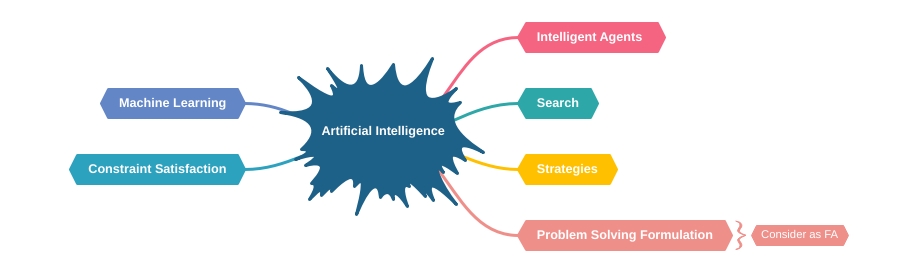 Intelligent Agents
Machine Learning
Search
Artificial Intelligence
Constraint Satisfaction
Strategies
Problem Solving Formulation
Consider as FA